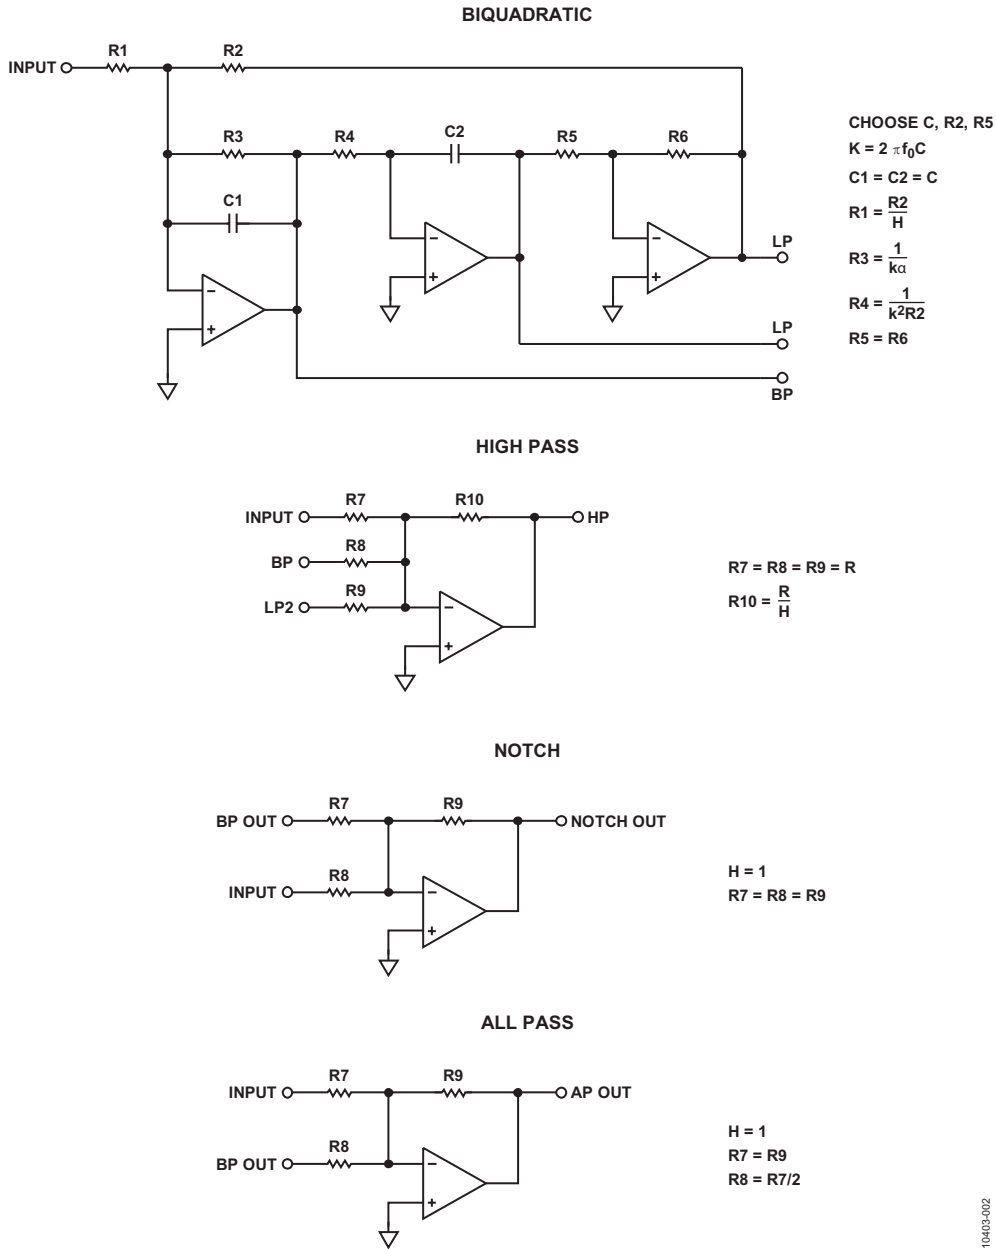 BIQUADRATIC
INPUT
R1
R2
R3
R4
C2
R5
R6
C1
−
+
−
+
−
+
LP
LP
BP
CHOOSE C, R2, R5
K = 2 πf₀C
C1 = C2 = C
R1 = R2/H
R3 = 1/kα
R4 = 1/k²R2
R5 = R6
HIGH PASS
INPUT
R7
R10
HP
BP
R8
LP2
R9
−
+
R7 = R8 = R9 = R
R10 = R/H
NOTCH
BP OUT
R7
R9
NOTCH OUT
INPUT
R8
−
+
H = 1
R7 = R8 = R9
ALL PASS
INPUT
R7
R9
AP OUT
BP OUT
R8
−
+
H = 1
R7 = R9
R8 = R7/2
10403-002